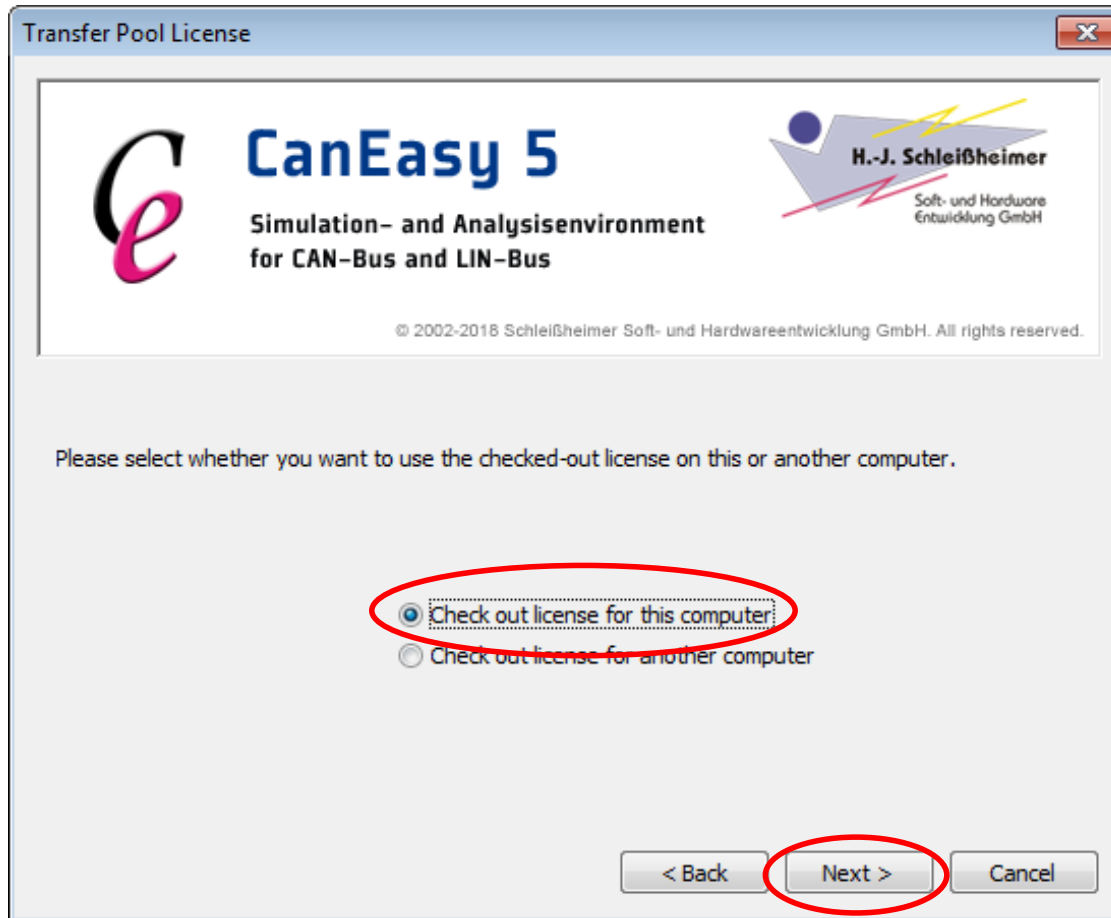 Transfer Pool License
Ce
CanEasy 5
Simulation- and Analysisenvironment
for CAN-Bus and LIN-Bus
H.-J. Schleißheimer
Soft- und Hardware
Entwicklung GmbH
© 2002-2018 Schleißheimer Soft- und Hardwareentwicklung GmbH. All rights reserved.
Please select whether you want to use the checked-out license on this or another computer.
Check out license for this computer
Check out license for another computer
< Back Next > Cancel